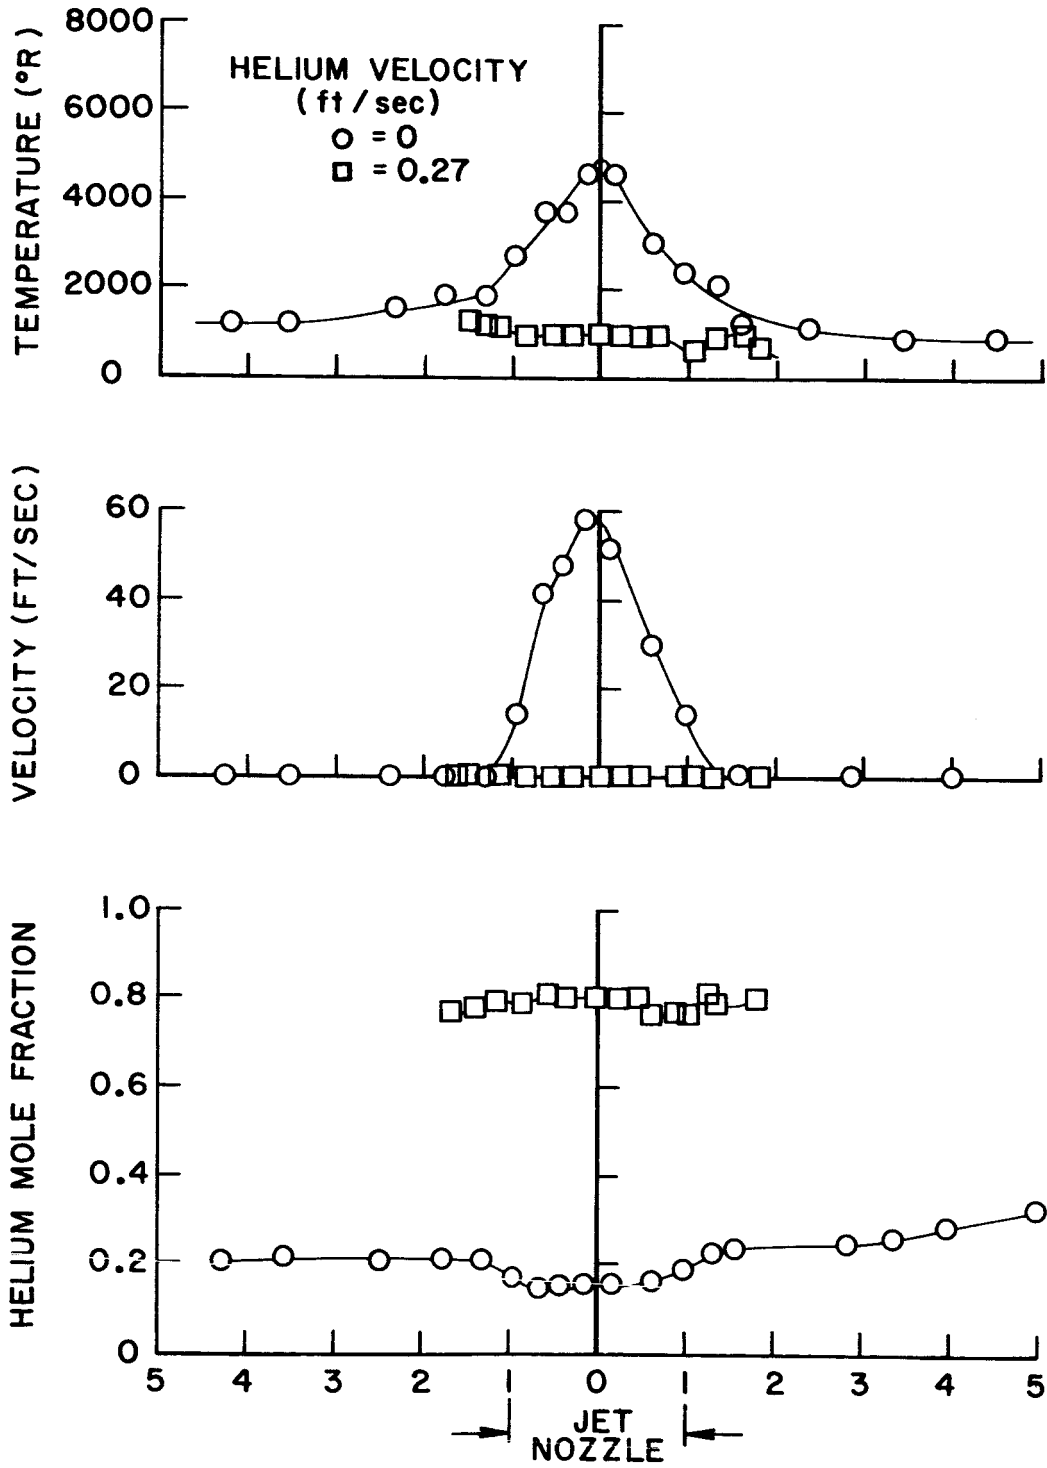 TEMPERATURE (°R)
8000
6000
4000
2000
0
HELIUM VELOCITY
(ft/sec)
○ = 0
□ = 0.27
VELOCITY (FT/SEC)
60
40
20
0
HELIUM MOLE FRACTION
1.0
0.8
0.6
0.4
0.2
0
5 4 3 2 1 0 1 2 3 4 5
JET
NOZZLE